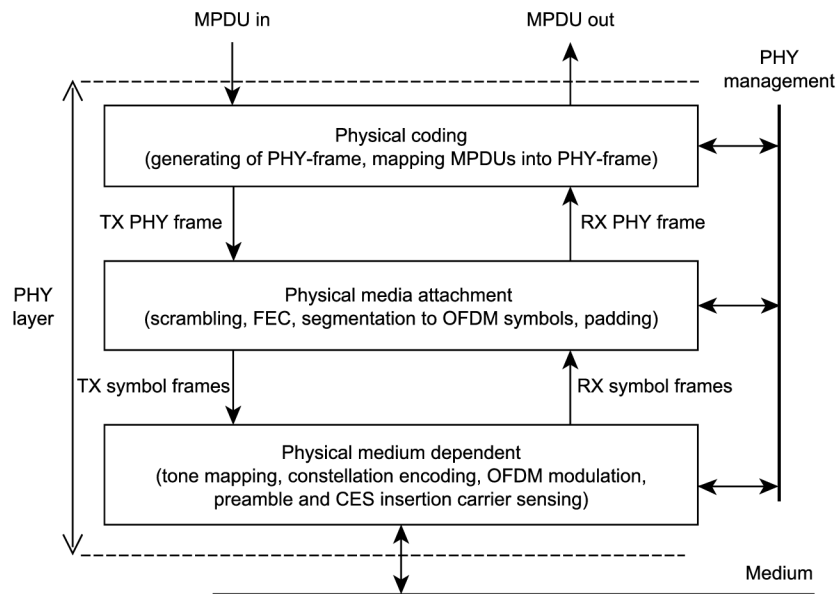 MPDU in
MPDU out
PHY
management
Physical coding
(generating of PHY-frame, mapping MPDUs into PHY-frame)
TX PHY frame
RX PHY frame
PHY
layer
Physical media attachment
(scrambling, FEC, segmentation to OFDM symbols, padding)
TX symbol frames
RX symbol frames
Physical medium dependent
(tone mapping, constellation encoding, OFDM modulation,
preamble and CES insertion carrier sensing)
Medium